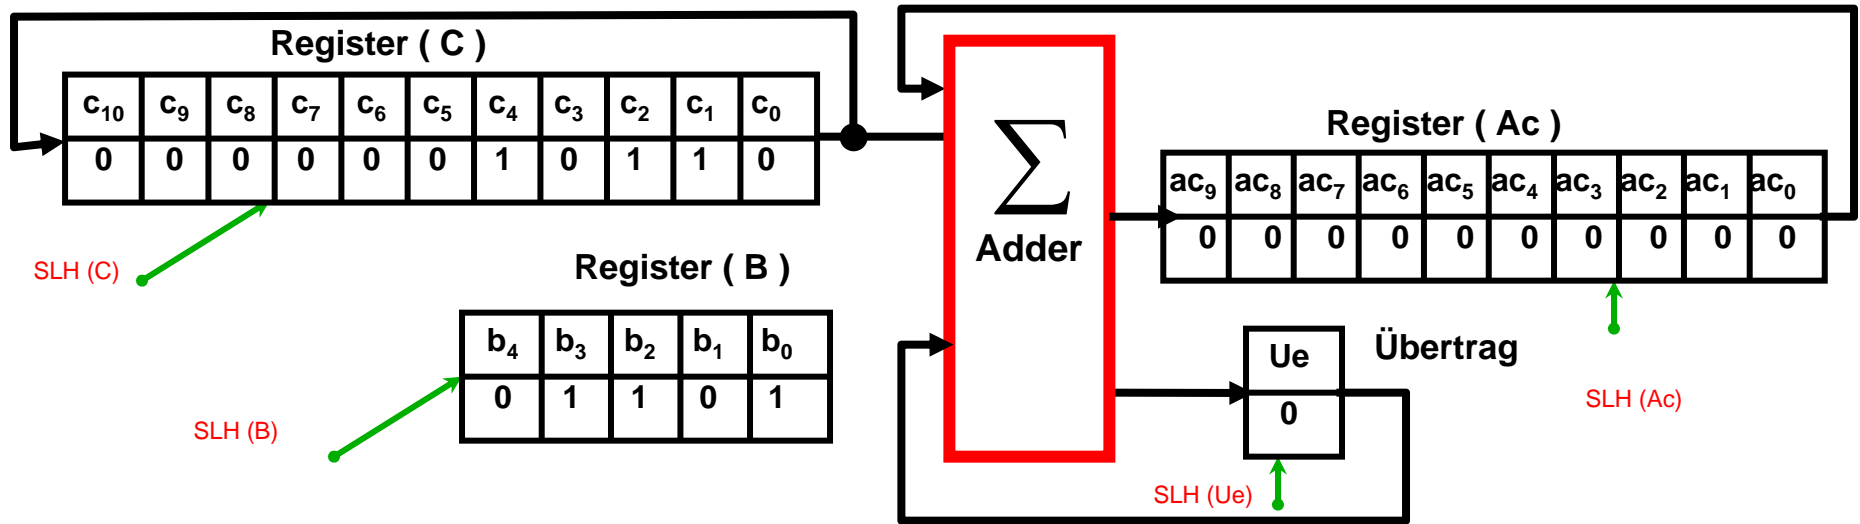 Register ( C )
c10 c9 c8 c7 c6 c5 c4 c3 c2 c1 c0
0 0 0 0 0 0 1 0 1 1 0
SLH (C)
Register ( B )
b4 b3 b2 b1 b0
0 1 1 0 1
SLH (B)
∑
Adder
Register ( Ac )
ac9 ac8 ac7 ac6 ac5 ac4 ac3 ac2 ac1 ac0
0 0 0 0 0 0 0 0 0 0
Ue
0
Übertrag
SLH (Ac)
SLH (Ue)